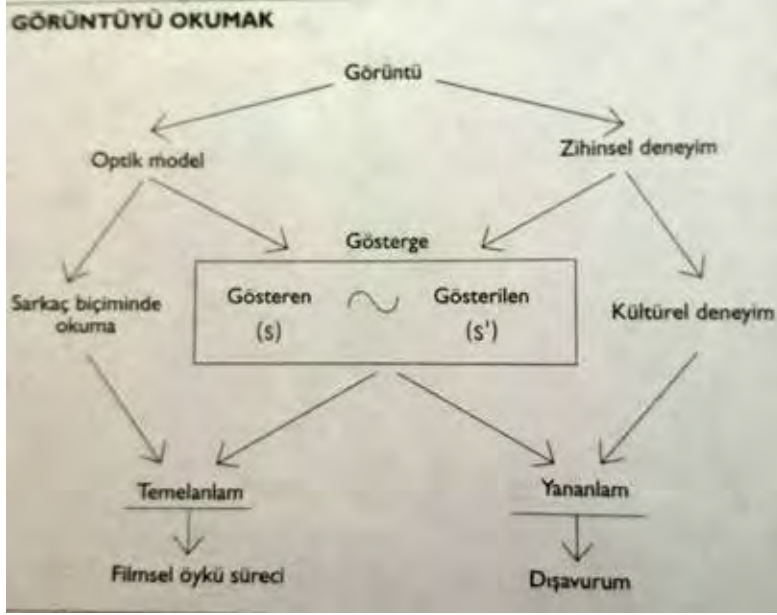 GÖRÜNTÜYÜ OKUMAK
Görüntü
Optik model
Zihinsel deneyim
Gösterge
Sarkaç biçiminde
okuma
Gösteren
(s)
Gösterilen
(s')
Kültürel deneyim
Temelanlam
Yananlam
Filmsel öykü süreci
Dışavurum